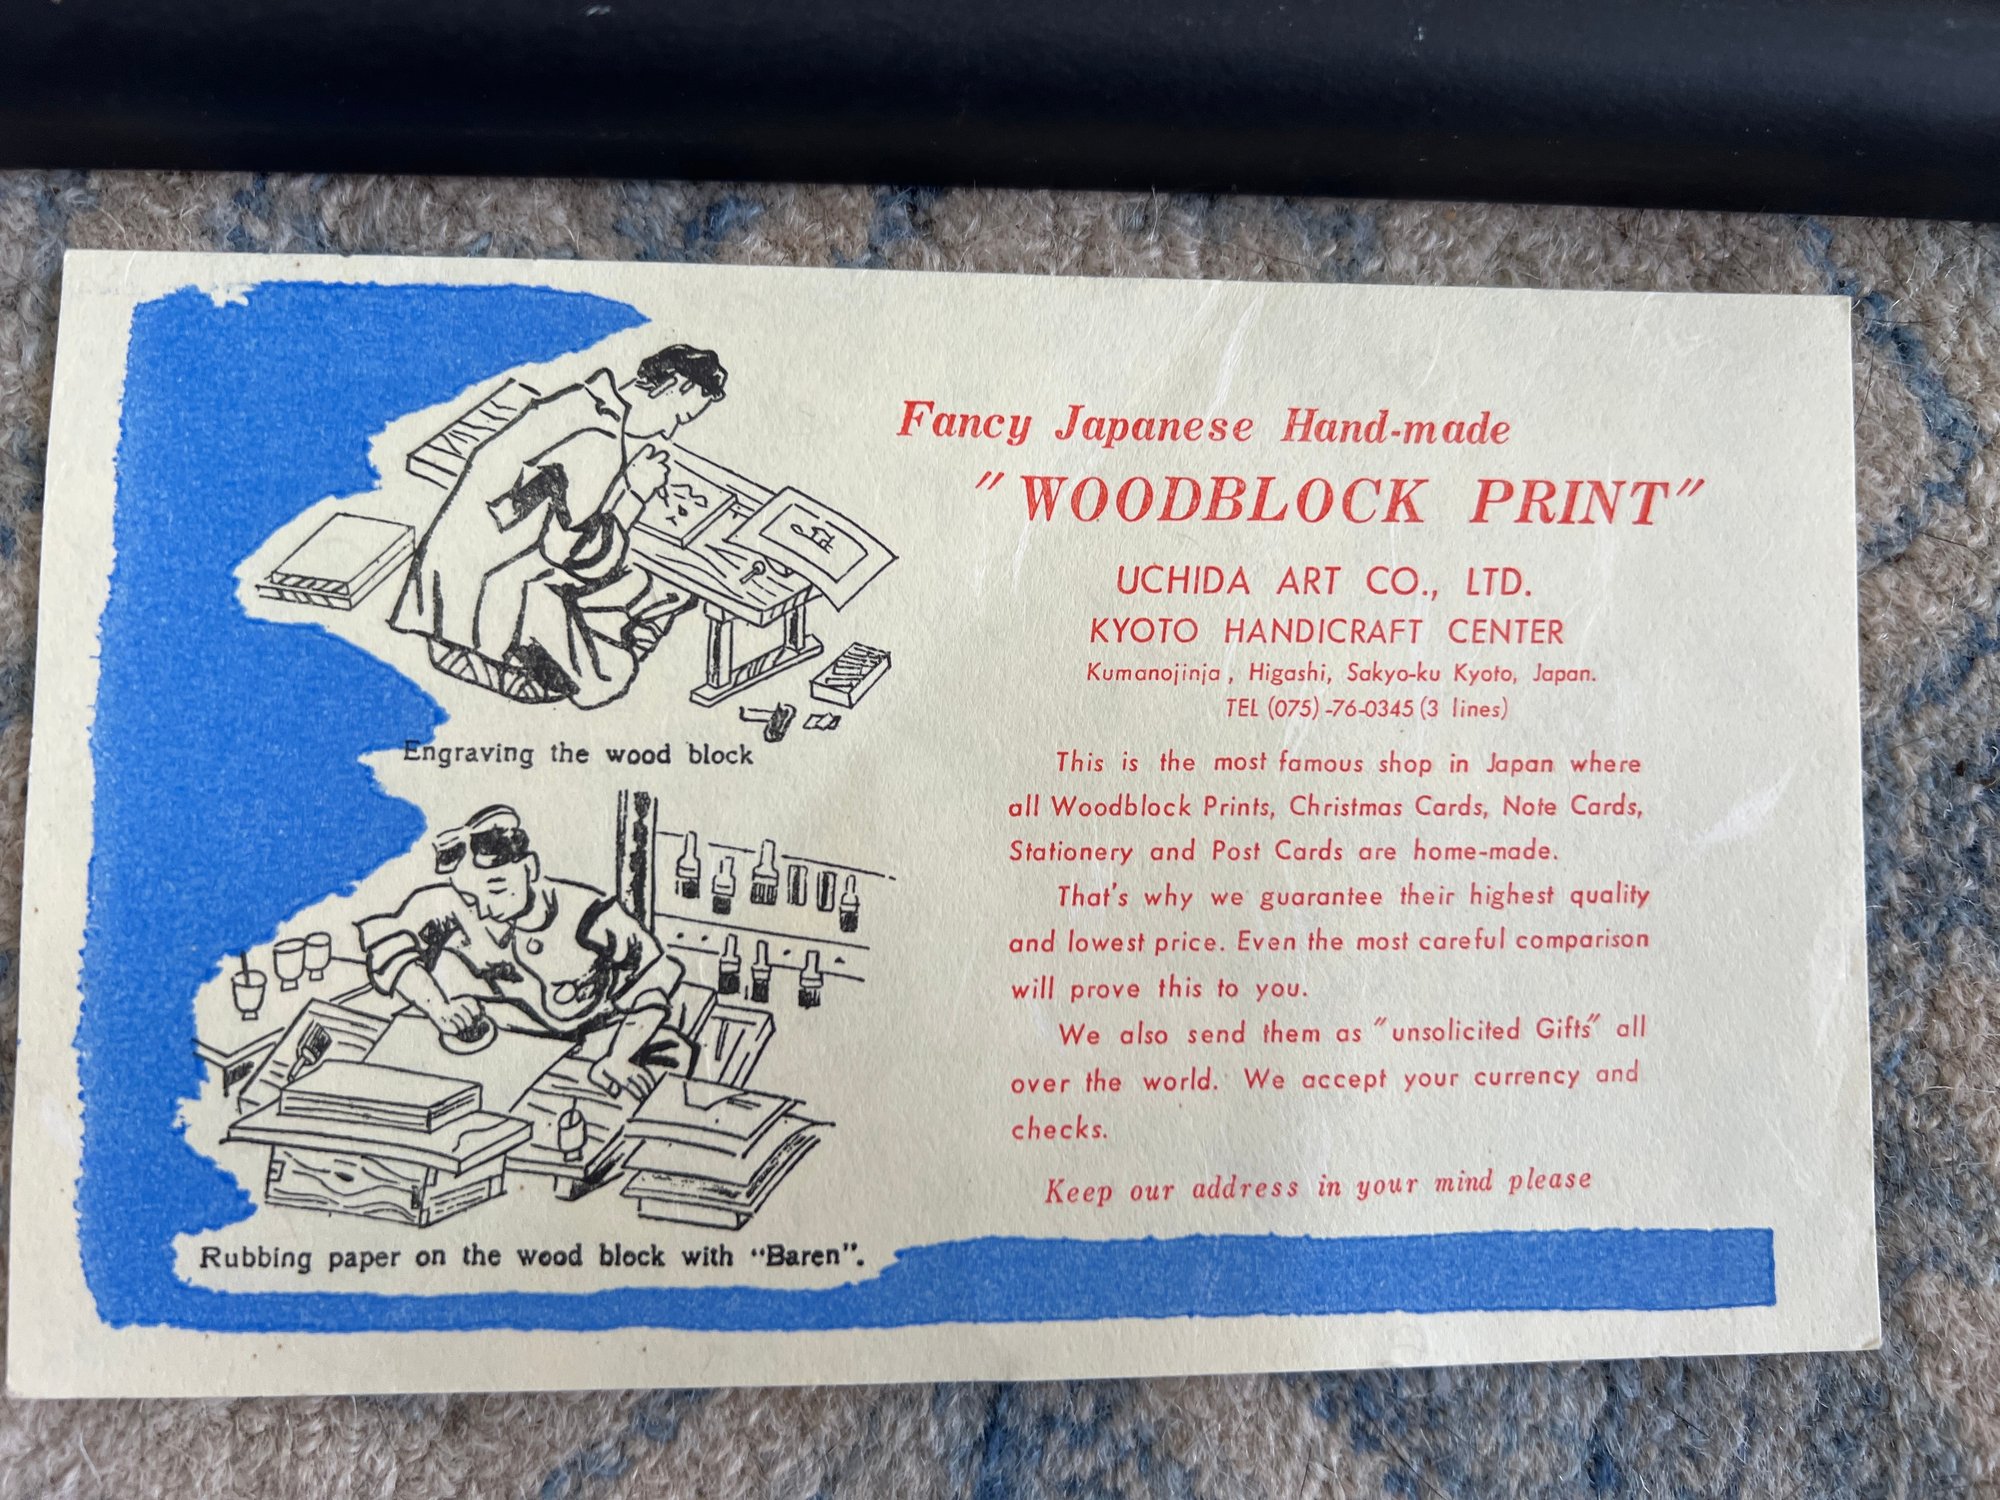 Fancy Japanese Hand-made
"WOODBLOCK PRINT"
UCHIDA ART CO., LTD.
KYOTO HANDICRAFT CENTER
Kumanojinja, Higashi, Sakyo-ku Kyoto, Japan.
TEL (075)-76-0345 (3 lines)
This is the most famous shop in Japan where
all Woodblock Prints, Christmas Cards, Note Cards,
Stationery and Post Cards are home-made.
That's why we guarantee their highest quality
and lowest price. Even the most careful comparison
will prove this to you.
We also send them as "unsolicited Gifts" all
over the world. We accept your currency and
checks.
Keep our address in your mind please
Engraving the wood block
Rubbing paper on the wood block with "Baren".